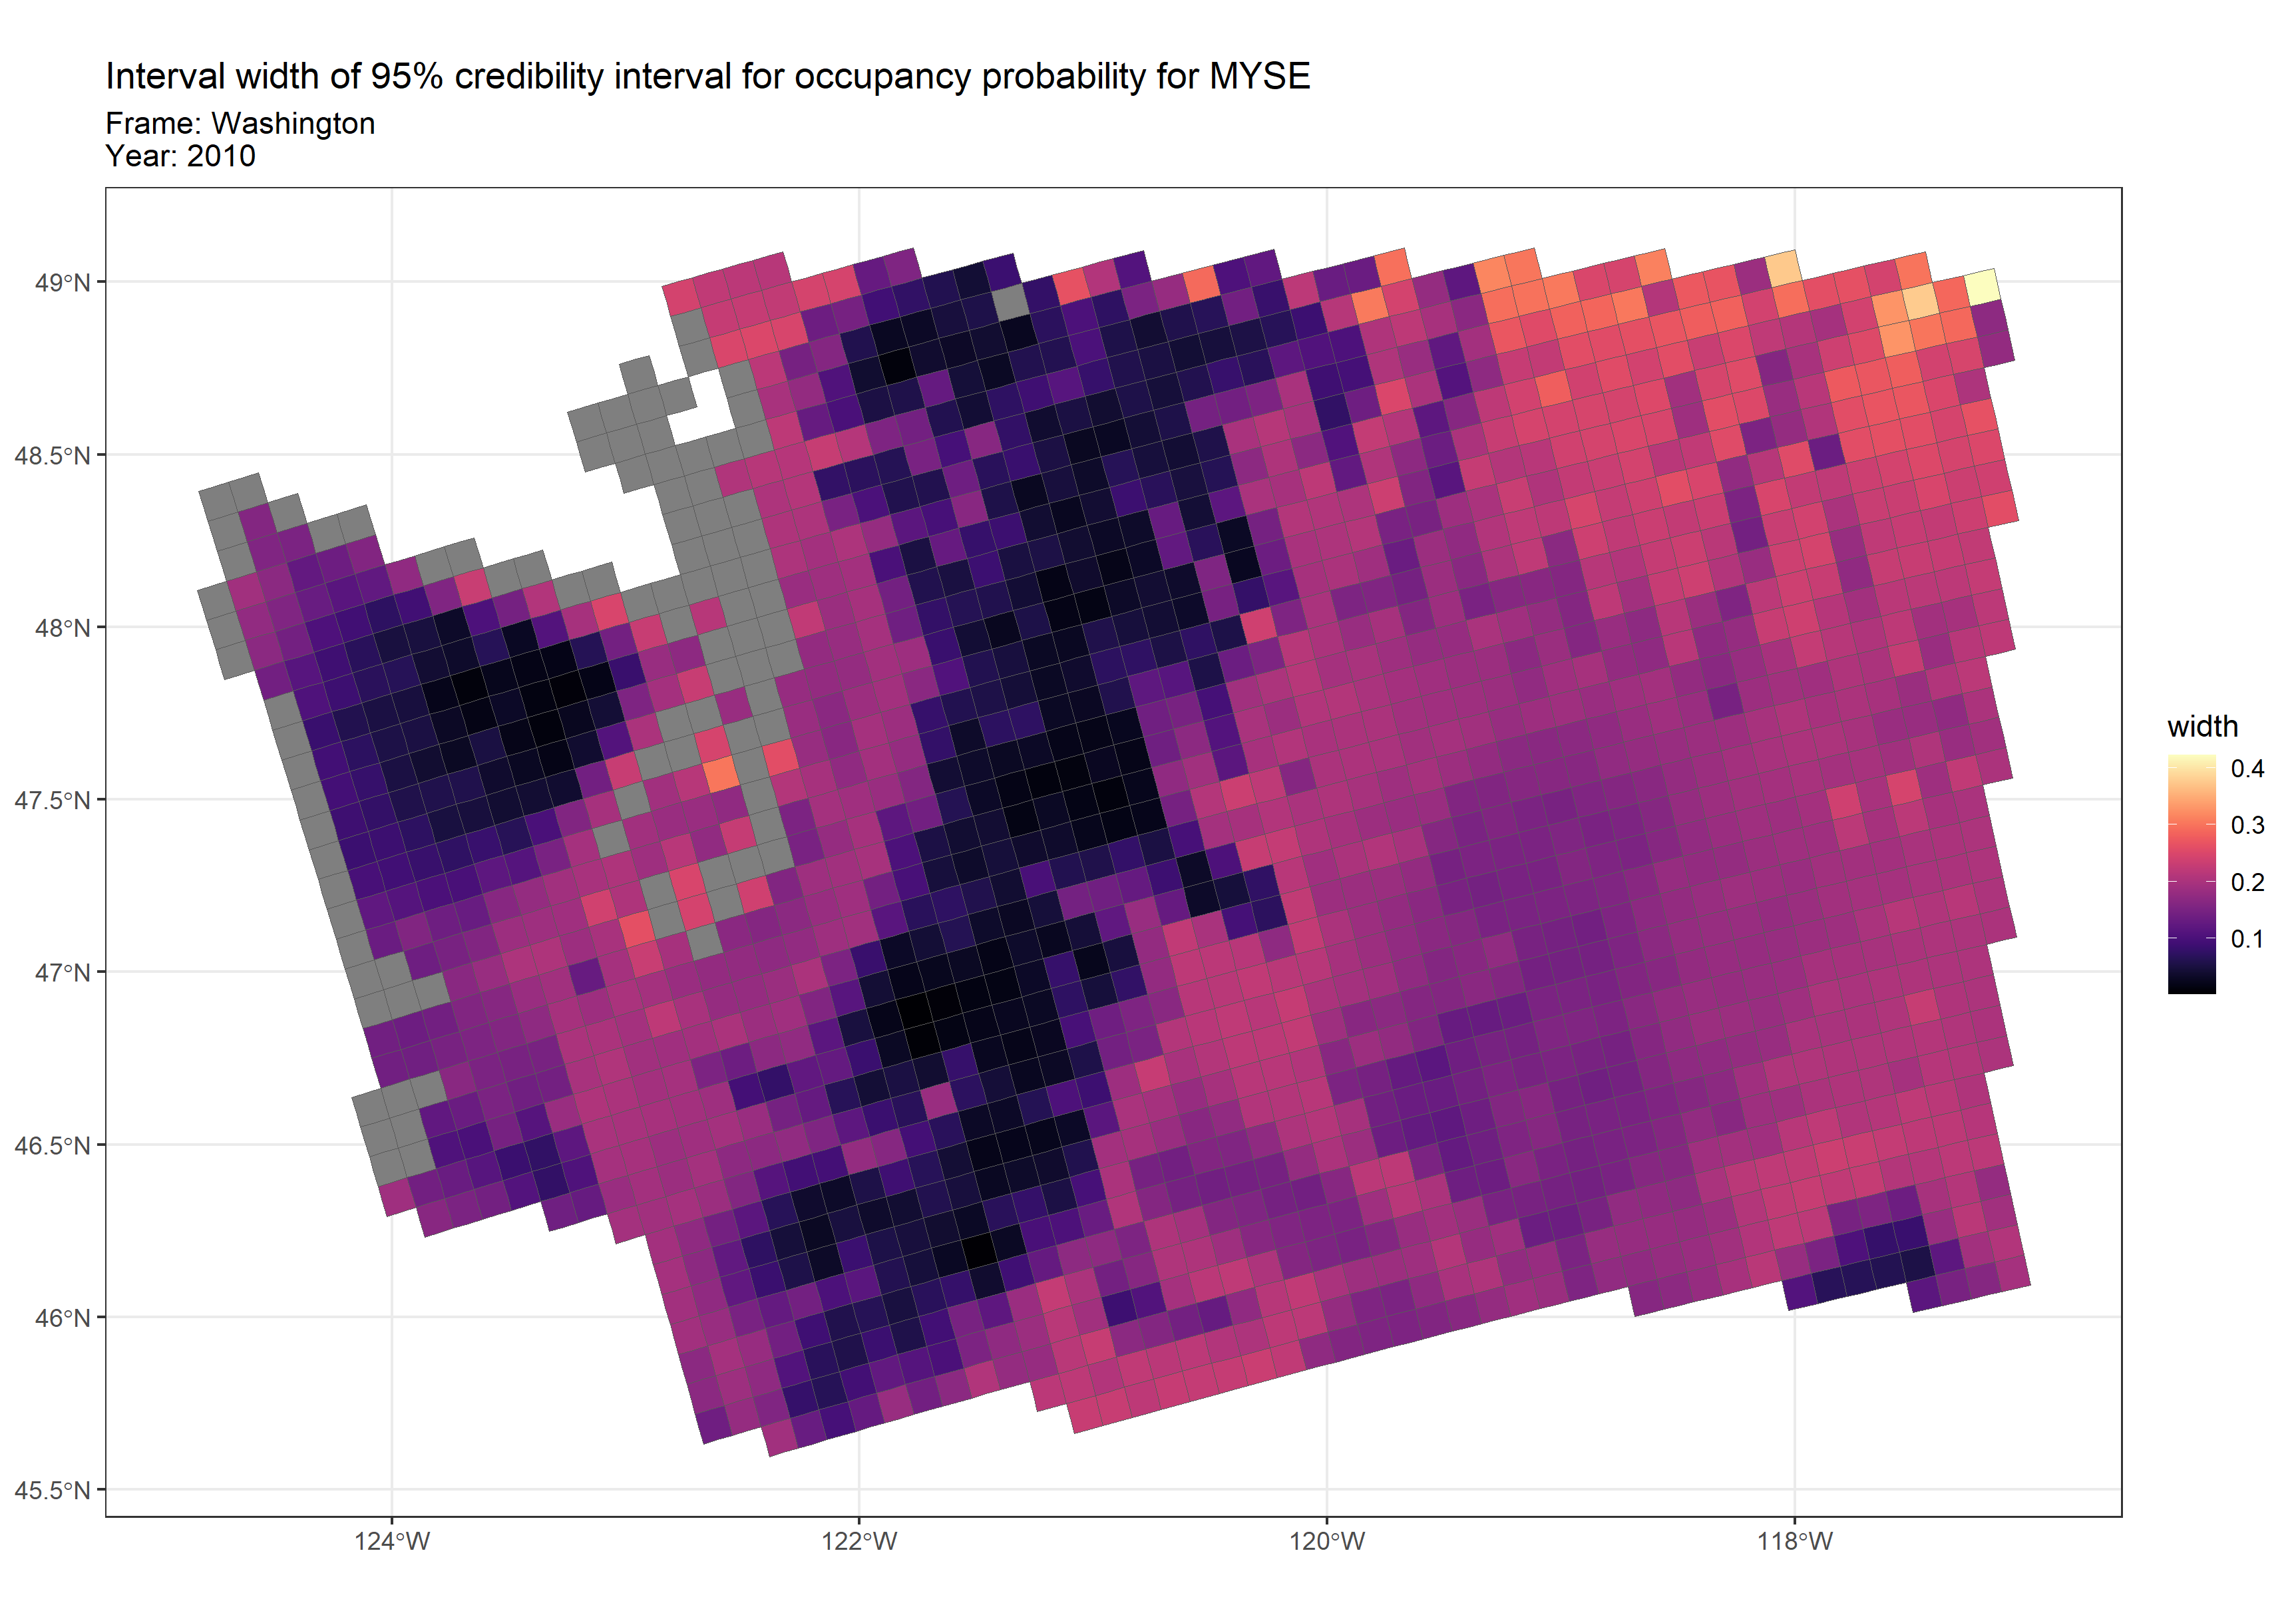 Interval width of 95% credibility interval for occupancy probability for MYSE
Frame: Washington
Year: 2010
49°N
48.5°N
48°N
47.5°N
47°N
46.5°N
46°N
45.5°N
124°W
122°W
120°W
118°W
width
0.4
0.3
0.2
0.1